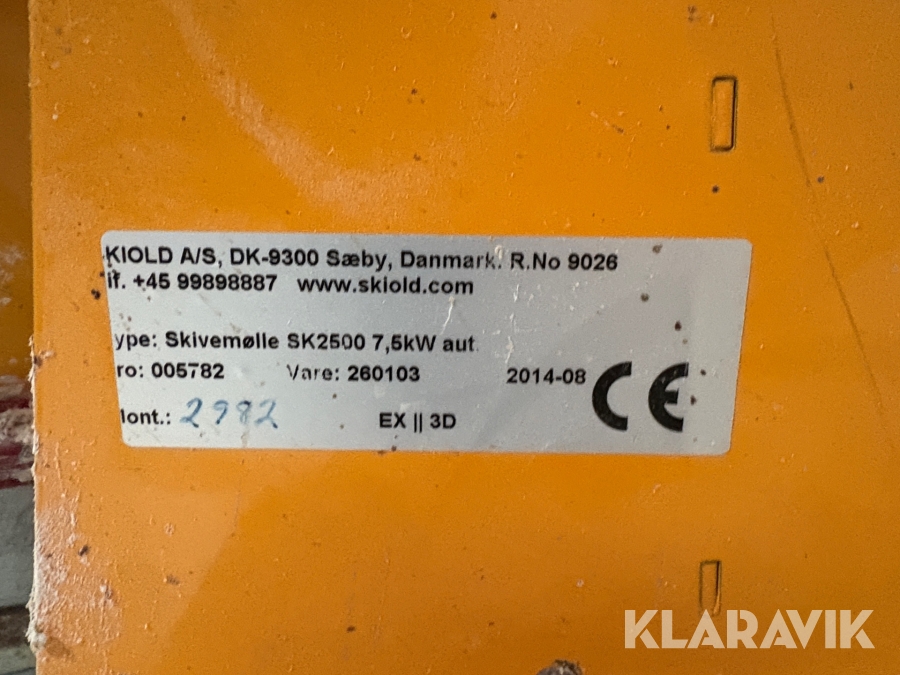 KIOLD A/S, DK-9300 Sæby, Danmark. R.No 9026
lf. +45 99898887 www.skiold.com
ype: Skivemølle SK2500 7,5kW aut.
ro: 005782 Vare: 260103 2014-08 CE
lont.: 2982 EX || 3D
KLARAVIK